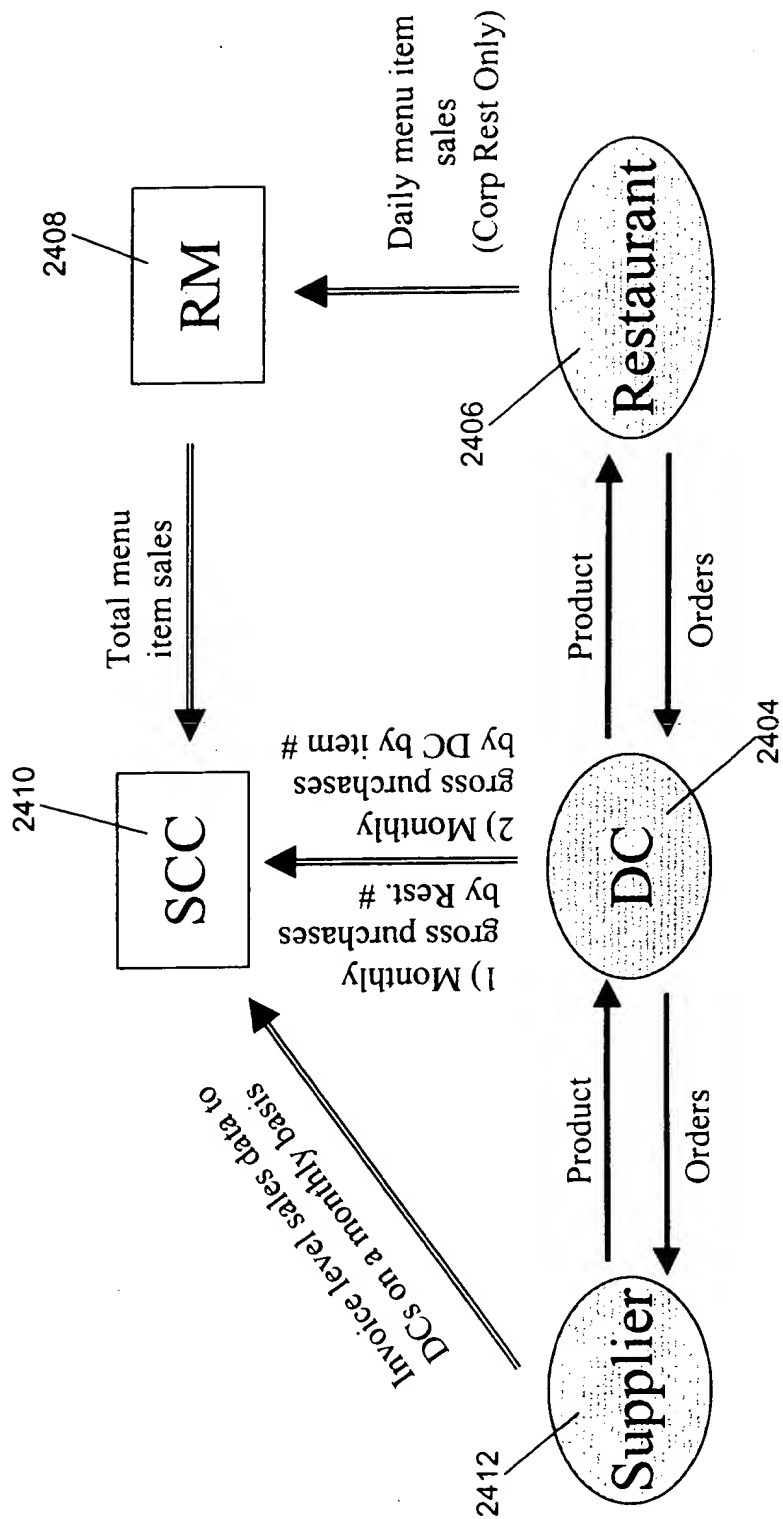 2410
SCC
Total menu
item sales
2408
RM
Invoice level sales data to
DCs on a monthly basis
1) Monthly
gross purchases
by Rest. #
2) Monthly
gross purchases
by DC by item #
Daily menu item
sales
(Corp Rest Only)
2412
Supplier
Product
Orders
DC
2404
Product
Orders
2406
Restaurant